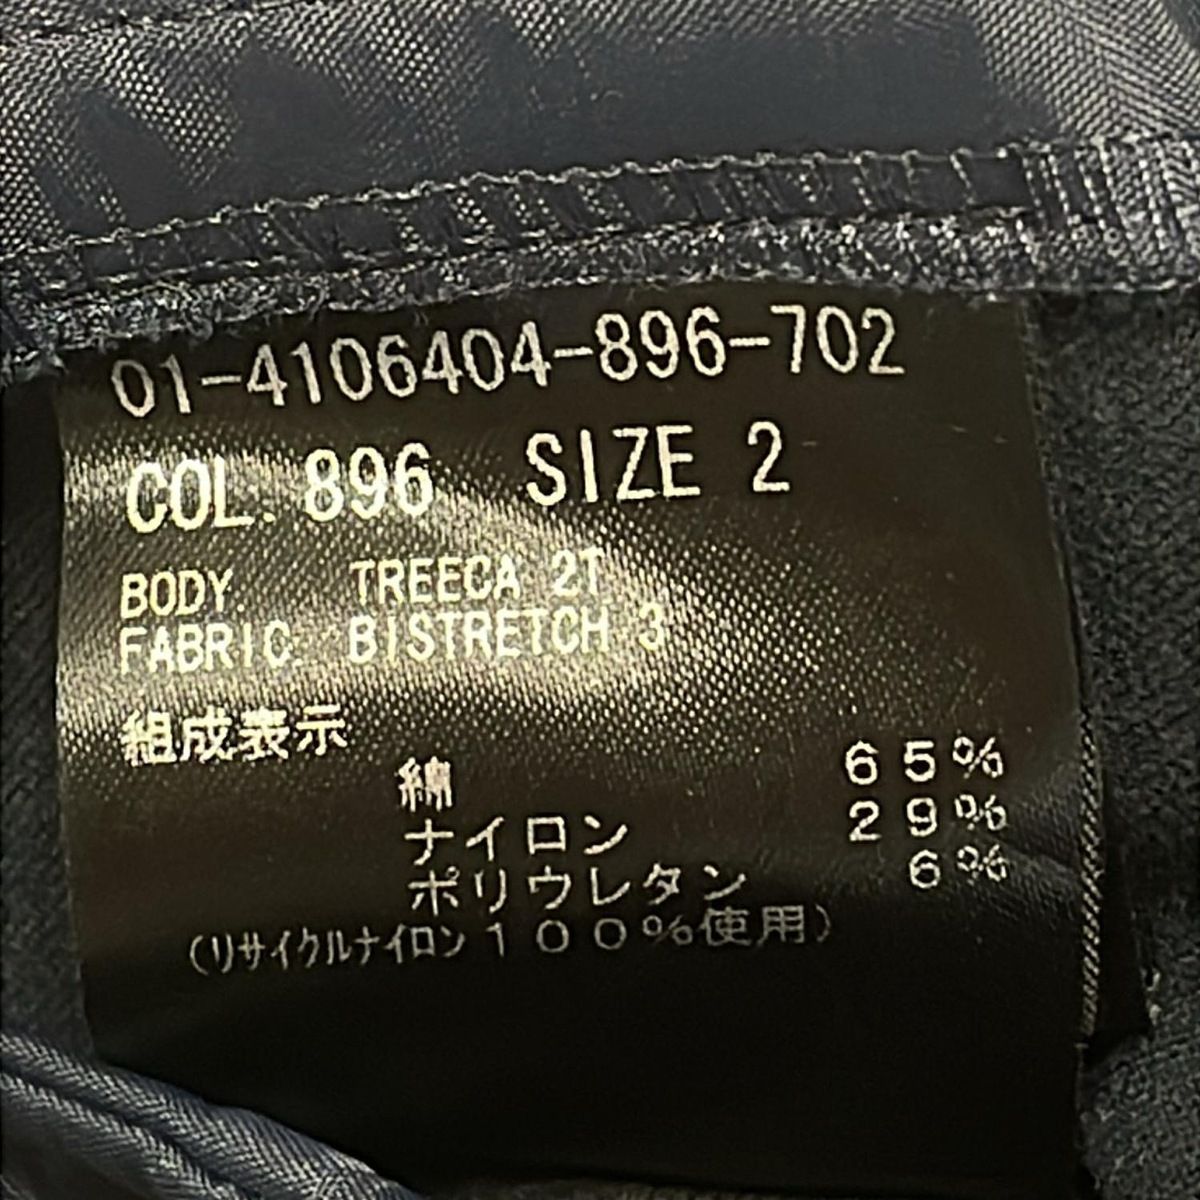 01-4106404-896-702
COL. 896 SIZE 2
BODY. TREECA 2T
FABRIC. BISTRETCH 3
組成表示
綿 65%
ナイロン 29%
ポリウレタン 6%
(リサイクルナイロン100%使用)